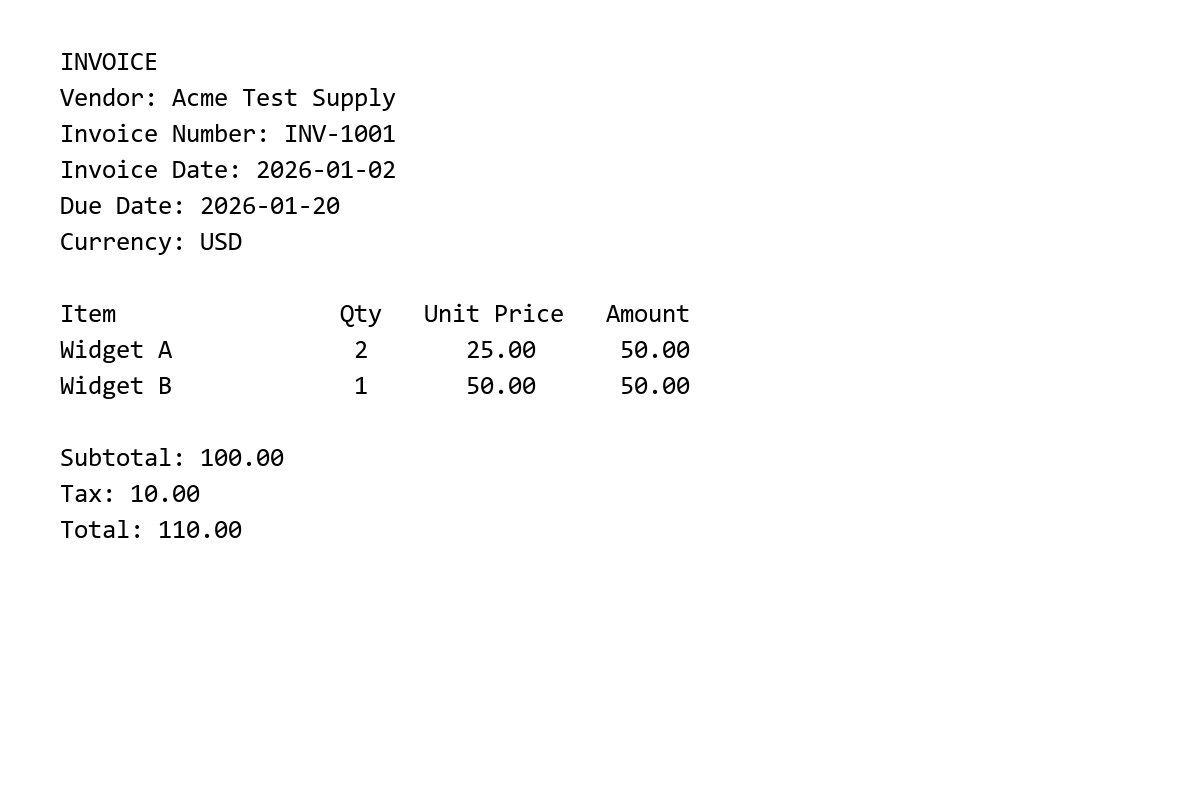 INVOICE
Vendor: Acme Test Supply
Invoice Number: INV-1001
Invoice Date: 2026-01-02
Due Date: 2026-01-20
Currency: USD
Item Qty Unit Price Amount
Widget A 2 25.00 50.00
Widget B 1 50.00 50.00
Subtotal: 100.00
Tax: 10.00
Total: 110.00